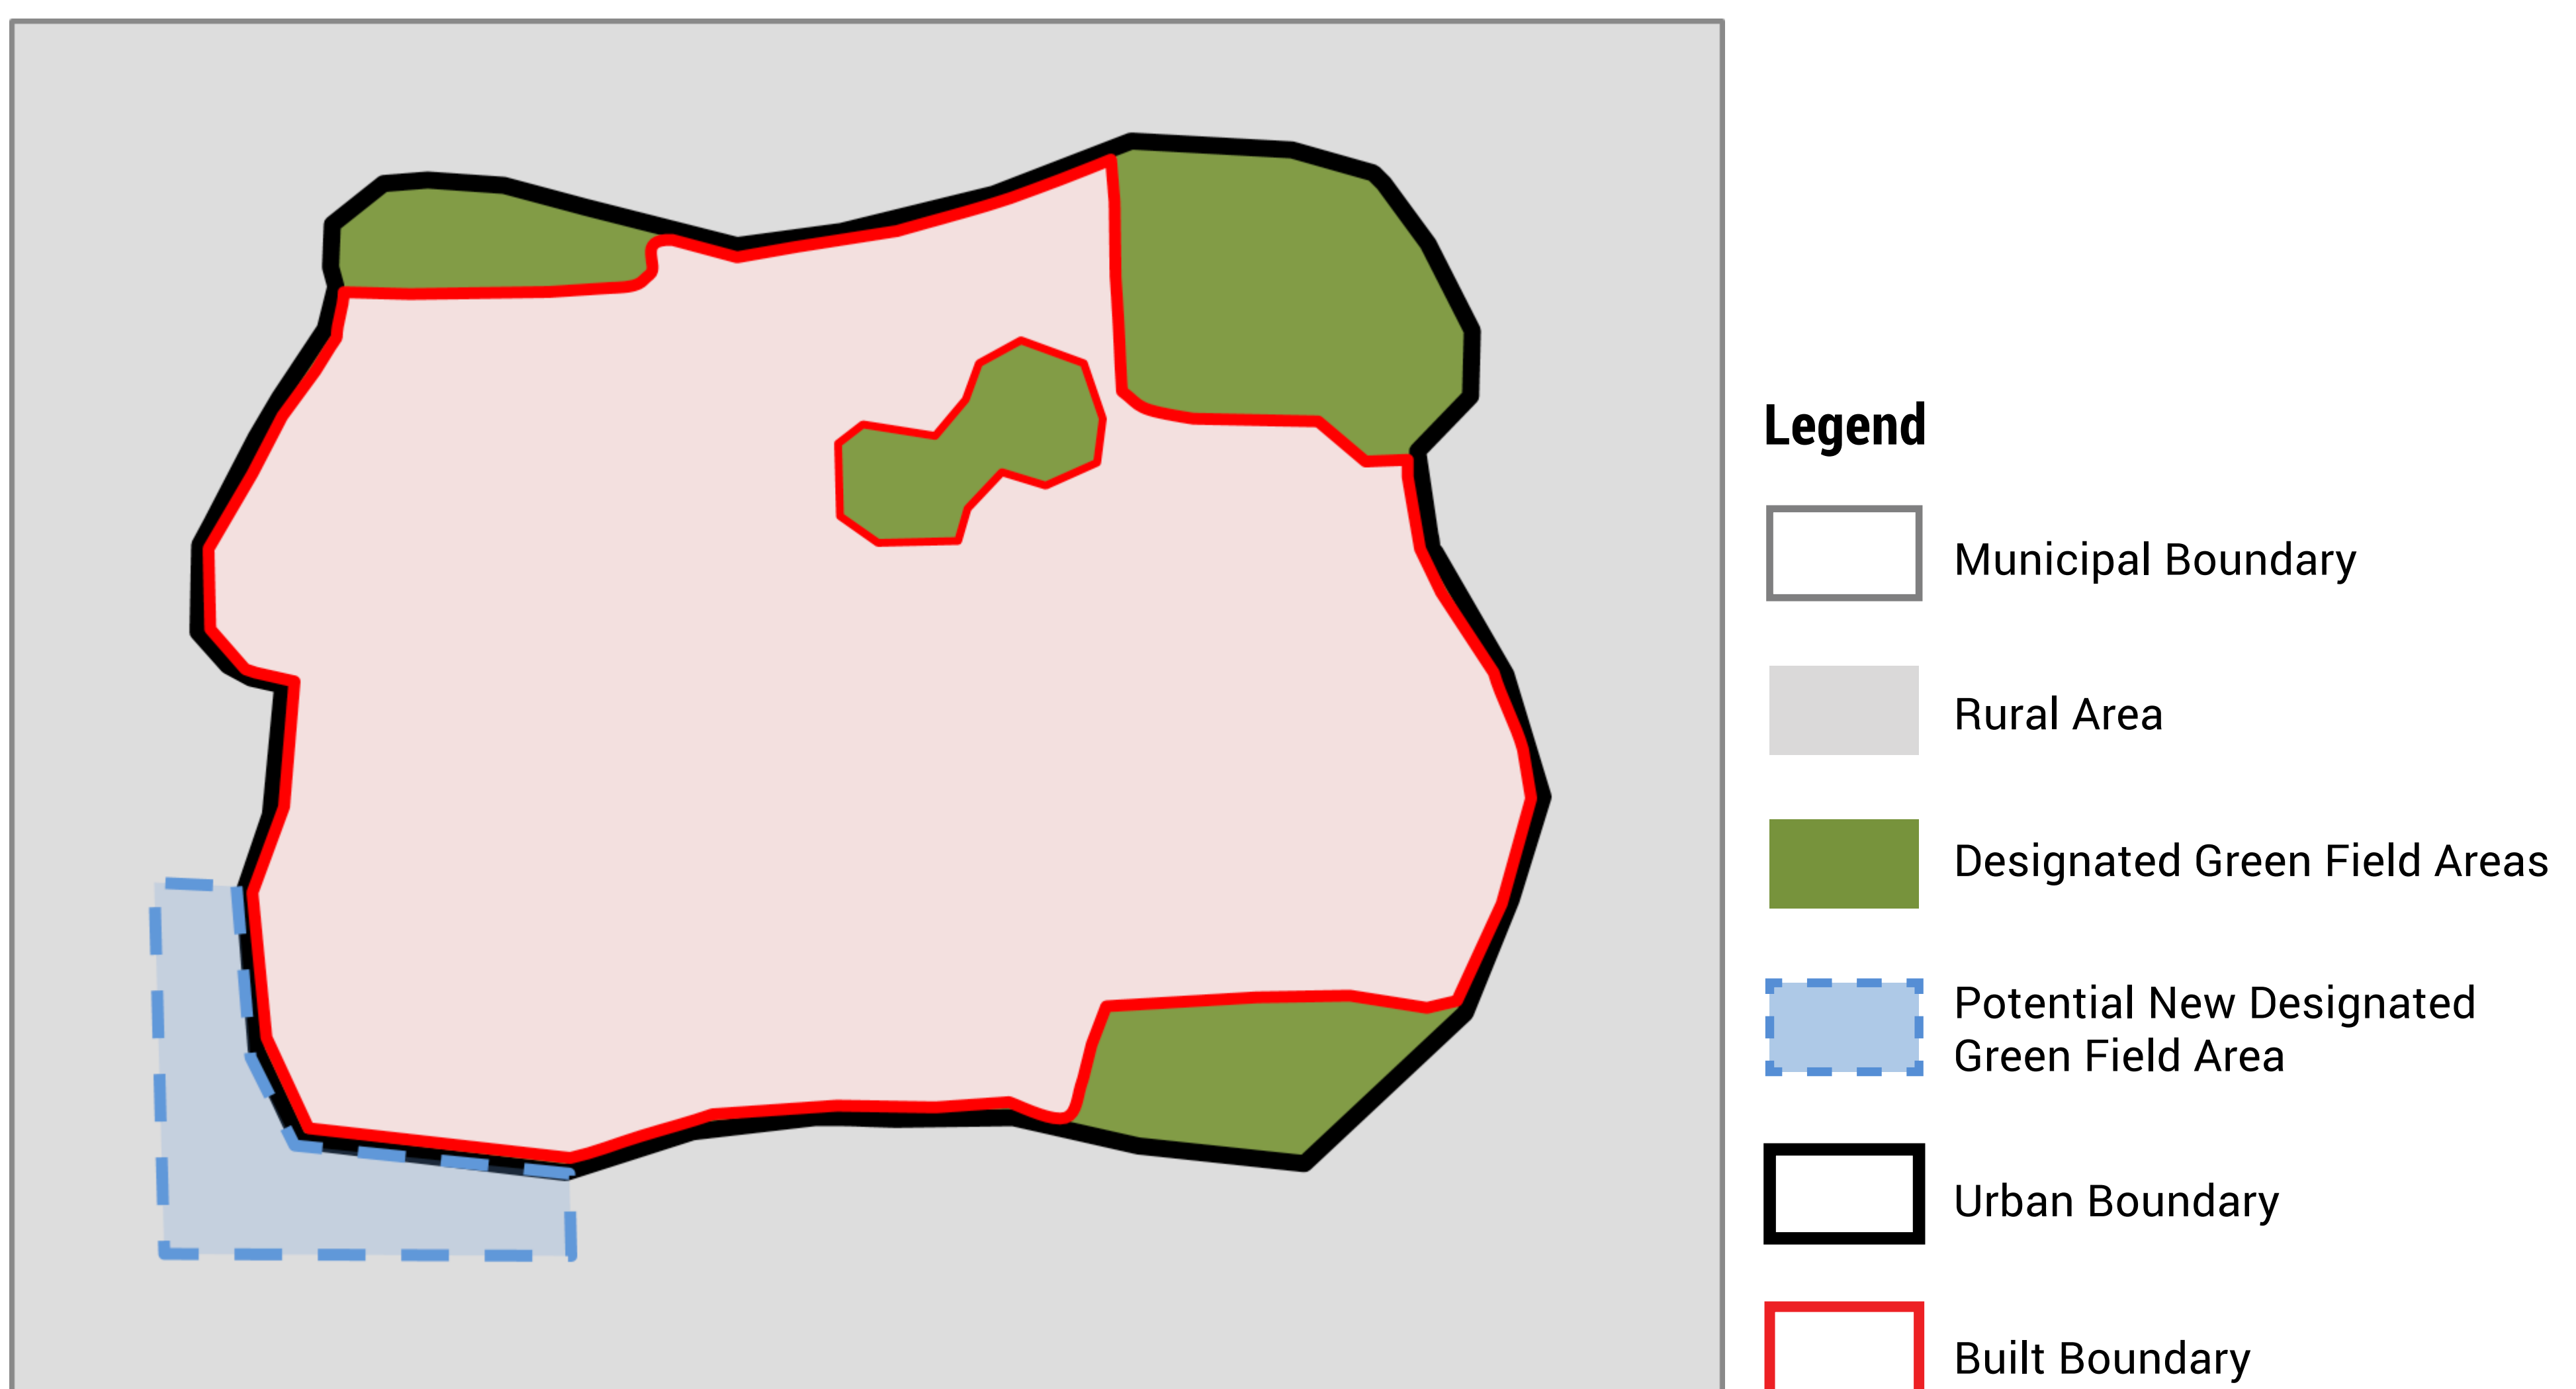 Legend
Municipal Boundary
Rural Area
Designated Green Field Areas
Potential New Designated
Green Field Area
Urban Boundary
Built Boundary